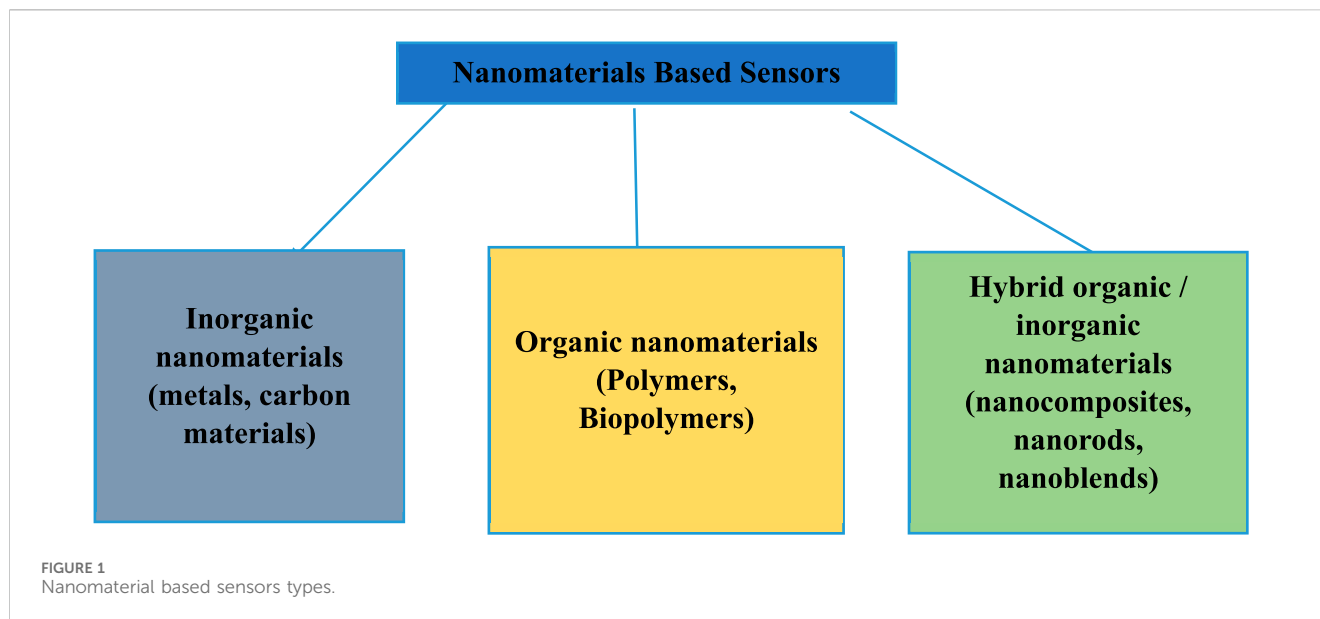 Nanomaterials Based Sensors
Inorganic
nanomaterials
(metals, carbon
materials)
Organic nanomaterials
(Polymers,
Biopolymers)
Hybrid organic /
inorganic
nanomaterials
(nanocomposites,
nanorods,
nanoblends)
FIGURE 1
Nanomaterial based sensors types.